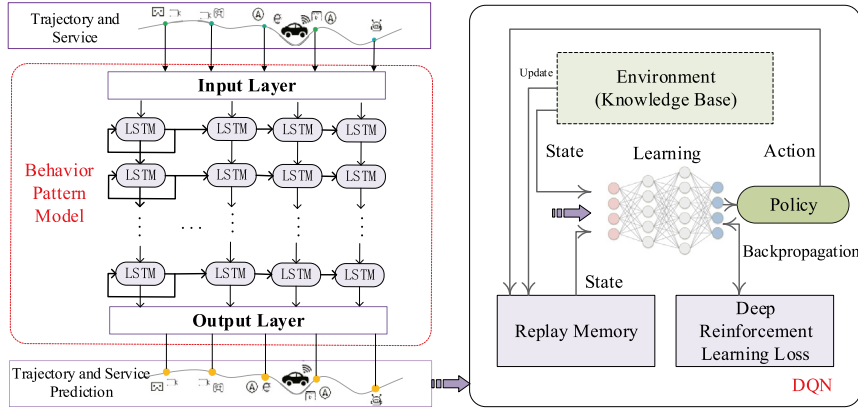 Trajectory and
Service
Input Layer
LSTM LSTM LSTM LSTM
LSTM LSTM LSTM LSTM
Behavior
Pattern
Model
LSTM LSTM LSTM LSTM
Output Layer
Trajectory and Service
Prediction
Environment
(Knowledge Base)
Update
State
Learning
Action
Policy
Backpropagation
State
Replay Memory
Deep
Reinforcement
Learning Loss
DQN